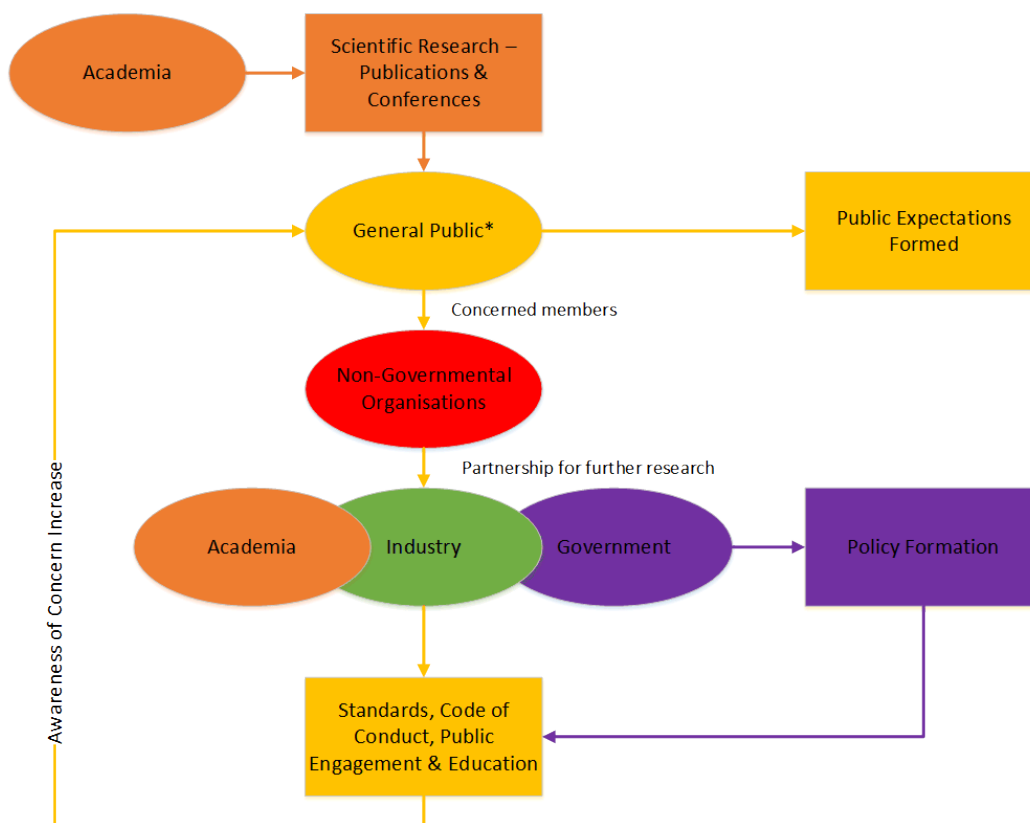 Academia
Scientific Research –
Publications &
Conferences
General Public*
Public Expectations
Formed
Concerned members
Non-Governmental
Organisations
Partnership for further research
Academia
Industry
Government
Policy Formation
Awareness of Concern Increase
Standards, Code of
Conduct, Public
Engagement & Education